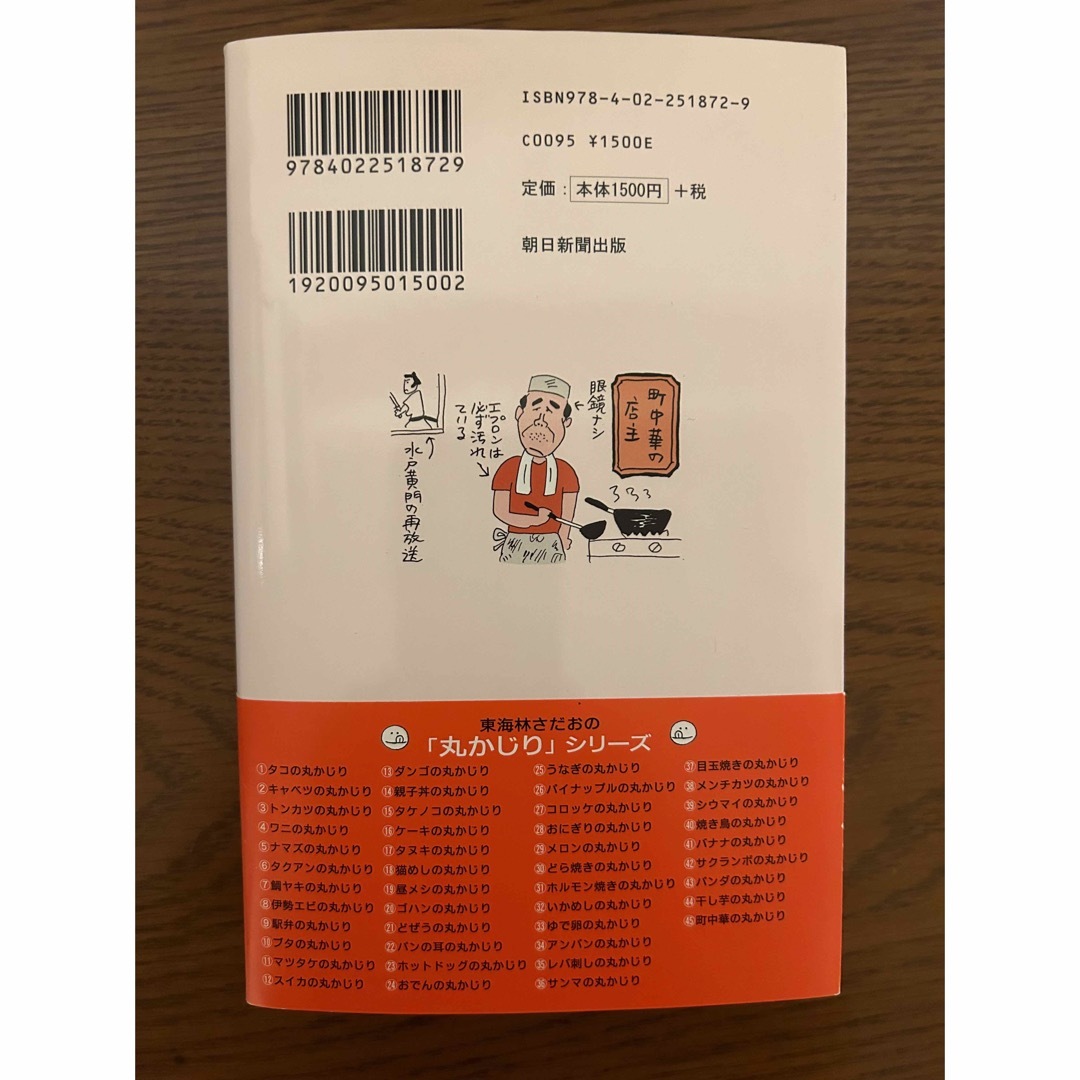 ISBN978-4-02-251872-9
C0095 ¥1500E
定価：本体1500円＋税
朝日新聞出版
9784022518729
1920095015002
町中華の
店主
眼鏡ナシ
エプロンは
必ず汚れ
ている
水戸黄門の再放送
東海林さだおの
「丸かじり」シリーズ
①タコの丸かじり
②キャベツの丸かじり
③トンカツの丸かじり
④ワニの丸かじり
⑤ナマズの丸かじり
⑥タクアンの丸かじり
⑦鯛ヤキの丸かじり
⑧伊勢エビの丸かじり
⑨駅弁の丸かじり
⑩ブタの丸かじり
⑪マツタケの丸かじり
⑫スイカの丸かじり
⑬ダンゴの丸かじり
⑭親子丼の丸かじり
⑮タケノコの丸かじり
⑯ケーキの丸かじり
⑰タヌキの丸かじり
⑱猫めしの丸かじり
⑲昼メシの丸かじり
⑳ゴハンの丸かじり
㉑どぜうの丸かじり
㉒パンの耳の丸かじり
㉓ホットドッグの丸かじり
㉔おでんの丸かじり
㉕うなぎの丸かじり
㉖パイナップルの丸かじり
㉗コロッケの丸かじり
㉘おにぎりの丸かじり
㉙メロンの丸かじり
㉚どら焼きの丸かじり
㉛ホルモン焼きの丸かじり
㉜いかめしの丸かじり
㉝ゆで卵の丸かじり
㉞アンパンの丸かじり
㉟レバ刺しの丸かじり
㊱サンマの丸かじり
㊲目玉焼きの丸かじり
㊳メンチカツの丸かじり
㊴シウマイの丸かじり
㊵焼き鳥の丸かじり
㊶バナナの丸かじり
㊷サクランボの丸かじり
㊸パンダの丸かじり
㊹干し芋の丸かじり
㊺町中華の丸かじり